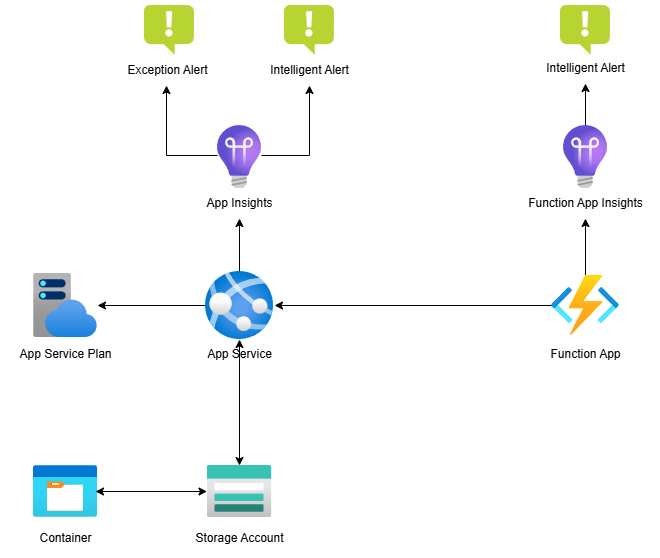 Exception Alert
Intelligent Alert
Intelligent Alert
App Insights
Function App Insights
App Service Plan
App Service
Function App
Container
Storage Account